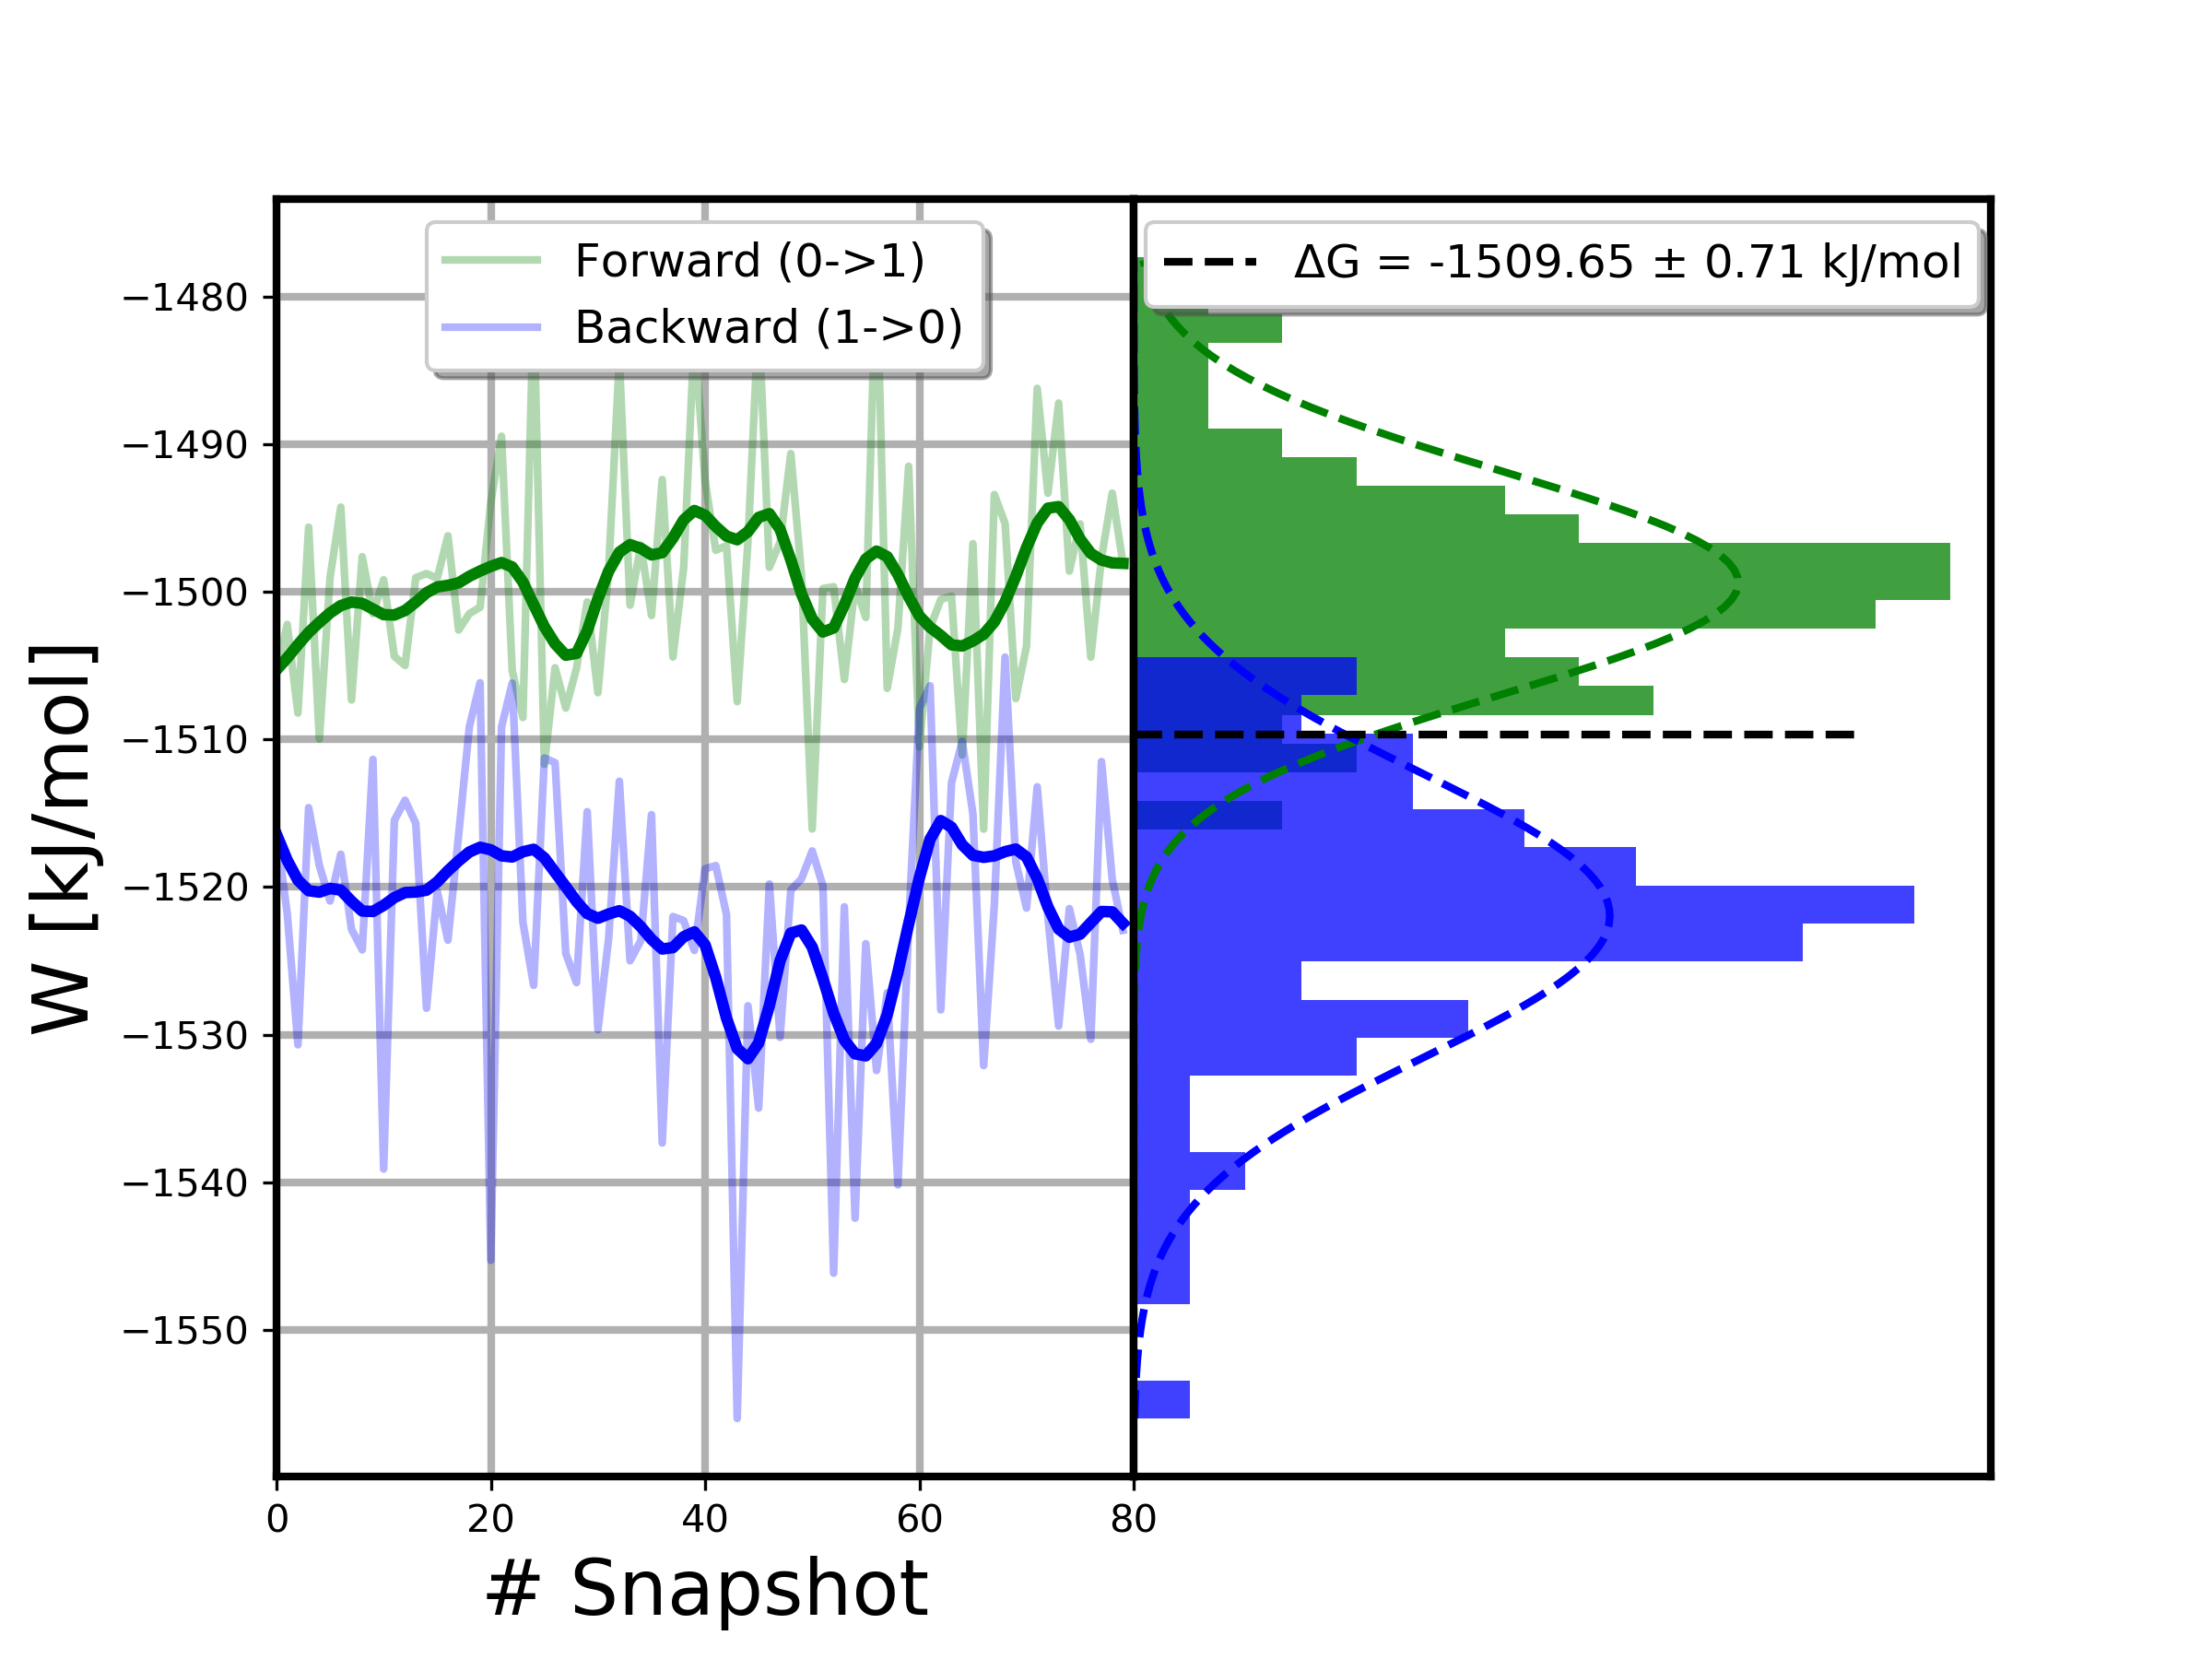 Forward (0->1)
Backward (1->0)
ΔG = -1509.65 ± 0.71 kJ/mol
W [kJ/mol]
−1480
−1490
−1500
−1510
−1520
−1530
−1540
−1550
0 20 40 60 80
# Snapshot